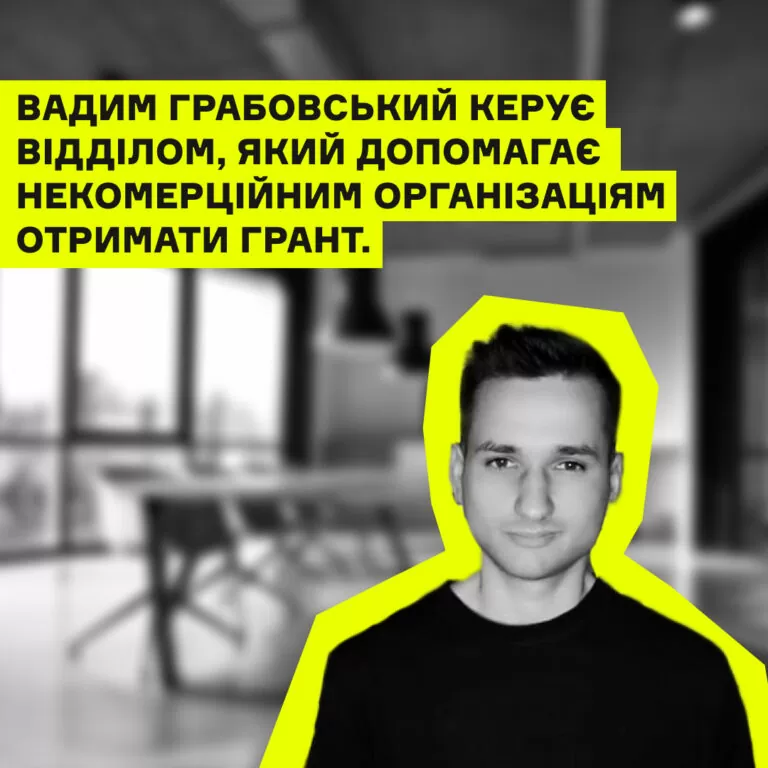 ВАДИМ ГРАБОВСЬКИЙ КЕРУЄ
ВІДДІЛОМ, ЯКИЙ ДОПОМАГАЄ
НЕКОМЕРЦІЙНИМ ОРГАНІЗАЦІЯМ
ОТРИМАТИ ГРАНТ.